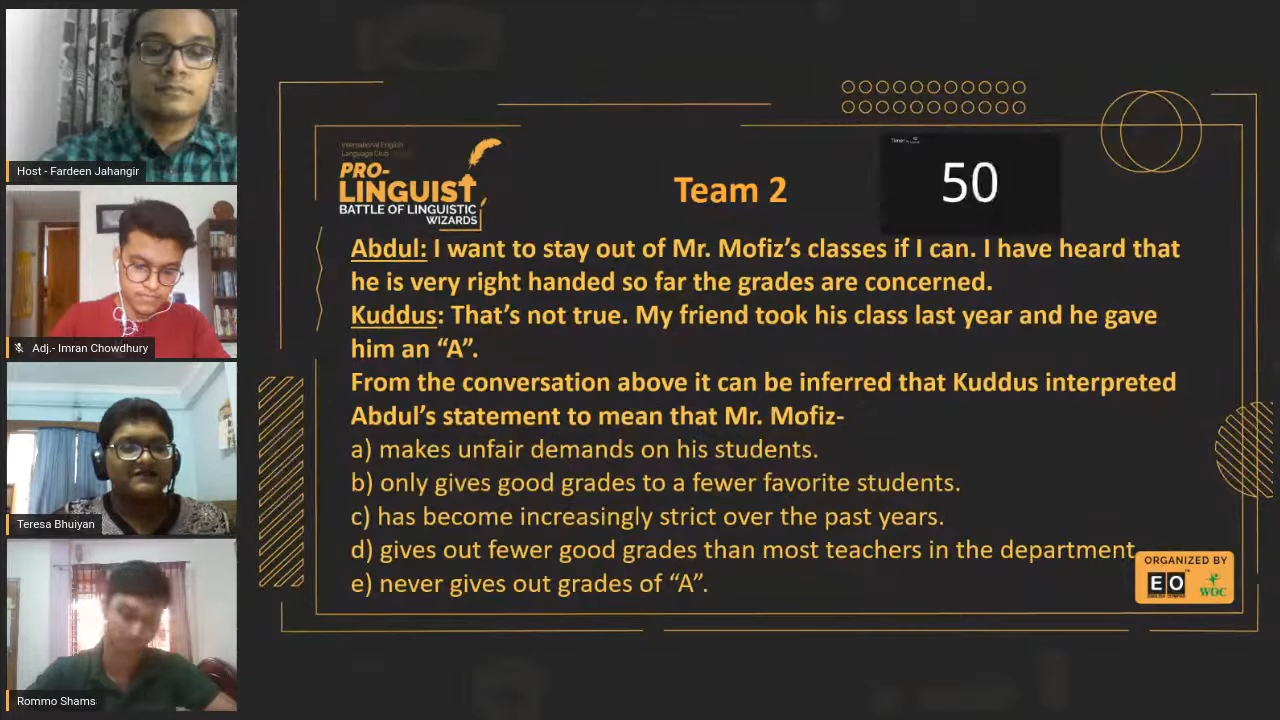 Host - Fardeen Jahangir
Adj.- Imran Chowdhury
Teresa Bhuiyan
Rommo Shams
International English
Language Club
PRO-
LINGUIST
BATTLE OF LINGUISTIC
WIZARDS
Team 2
50
Abdul: I want to stay out of Mr. Mofiz’s classes if I can. I have heard that
he is very right handed so far the grades are concerned.
Kuddus: That’s not true. My friend took his class last year and he gave
him an “A”.
From the conversation above it can be inferred that Kuddus interpreted
Abdul’s statement to mean that Mr. Mofiz-
a) makes unfair demands on his students.
b) only gives good grades to a fewer favorite students.
c) has become increasingly strict over the past years.
d) gives out fewer good grades than most teachers in the department
e) never gives out grades of “A”.
ORGANIZED BY
EO
WDC